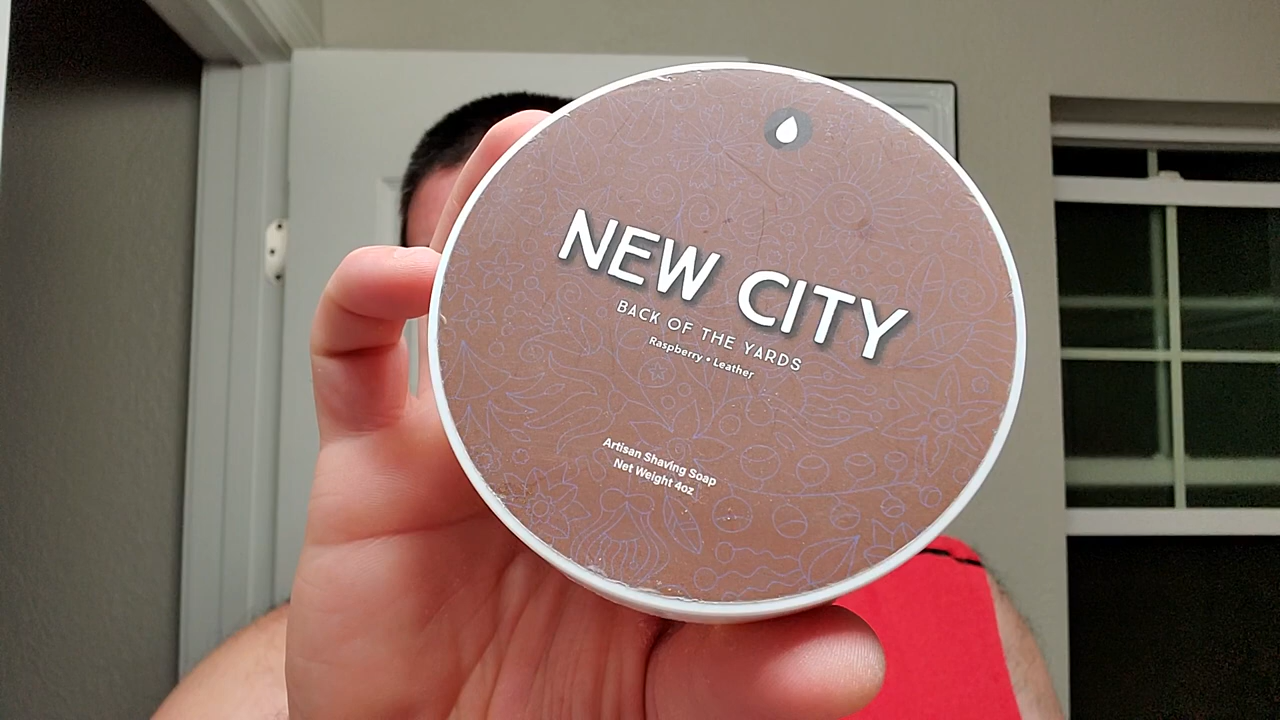 NEW CITY
BACK OF THE YARDS
Raspberry • Leather
Artisan Shaving Soap
Net Weight 4oz